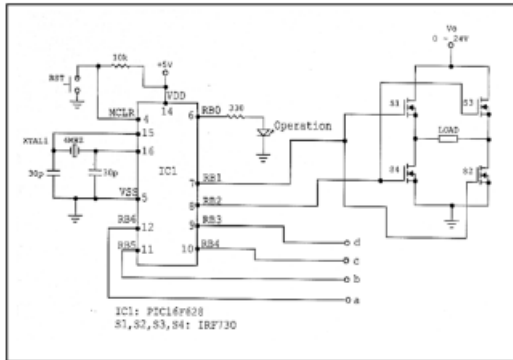 Vs
0 - 24V
10k
+5V
RST
VDD
MCLR
4
14
6
RB0
330
Operation
S1
S3
15
XTAL1
4MHz
16
LOAD
30p
30p
IC1
S4
S2
RB1
7
VSS
5
RB2
8
RB6
12
RB3
9
d
RB5
11
RB4
10
c
b
a
IC1: PIC16F628
S1,S2,S3,S4: IRF730